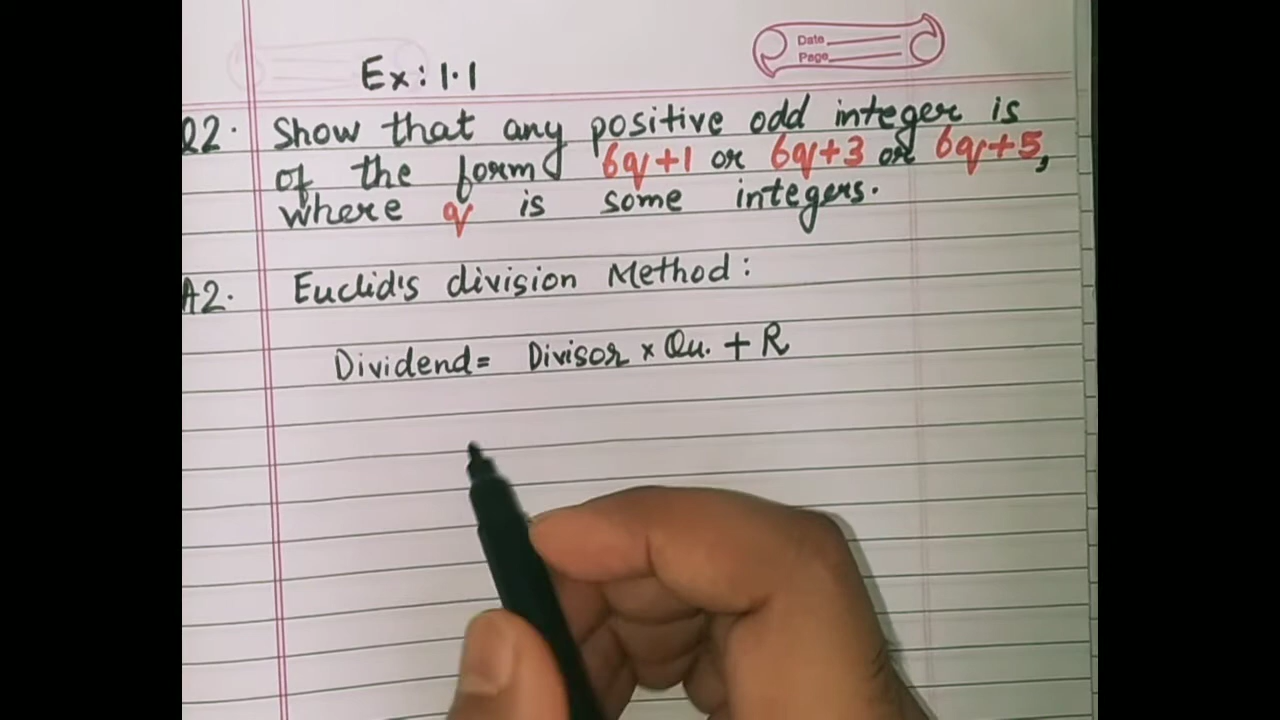 Date
Page
Ex: 1.1
Q2. Show that any positive odd integer is
of the form 6q+1 or 6q+3 or 6q+5,
where q is some integers.
A2. Euclid's division Method:
Dividend= Divisor × Qu. + R